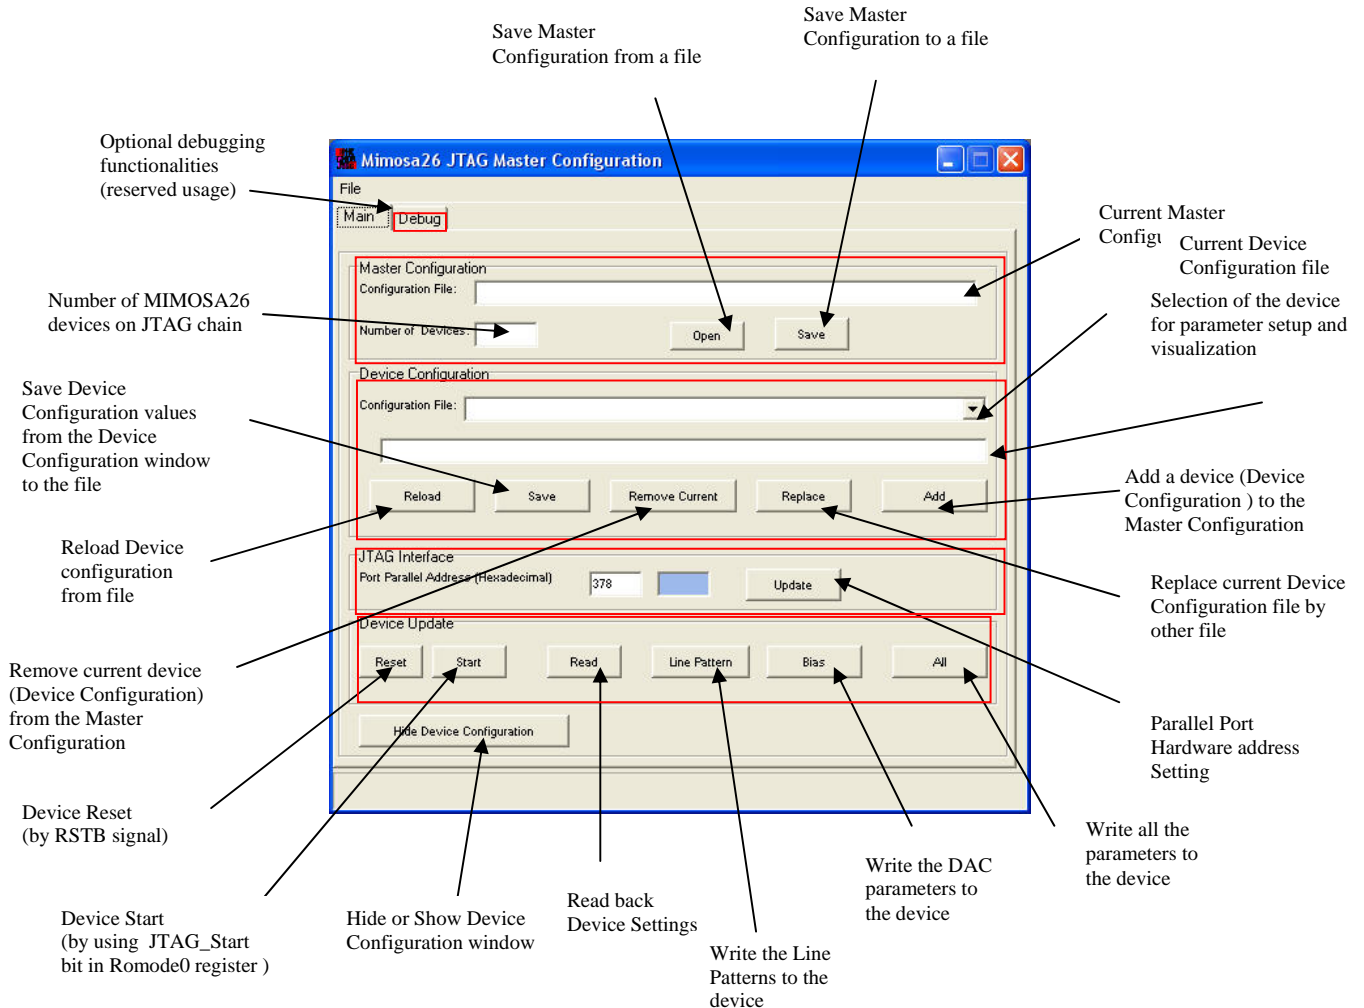 Save Master
Configuration to a file
Save Master
Configuration from a file
Optional debugging
functionalities
(reserved usage)
Mimosa26 JTAG Master Configuration
File
Main
Debug
Current Master
Current Device
Configuration file
Master Configuration
Configuration File:
Number of MIMOSA26
devices on JTAG chain
Number of Devices:
Open
Save
Selection of the device
for parameter setup and
visualization
Device Configuration
Configuration File:
Save Device
Configuration values
from the Device
Configuration window
to the file
Reload
Save
Remove Current
Replace
Add
Add a device (Device
Configuration ) to the
Master Configuration
Reload Device
configuration
from file
JTAG Interface
Port Parallel Address (Hexadecimal)
378
Update
Replace current Device
Configuration file by
other file
Device Update
Reset
Start
Read
Line Pattern
Bias
All
Remove current device
(Device Configuration)
from the Master
Configuration
Hide Device Configuration
Parallel Port
Hardware address
Setting
Device Reset
(by RSTB signal)
Write all the
parameters to
the device
Write the DAC
parameters to
the device
Device Start
(by using JTAG_Start
bit in Romode0 register )
Hide or Show Device
Configuration window
Read back
Device Settings
Write the Line
Patterns to the
device